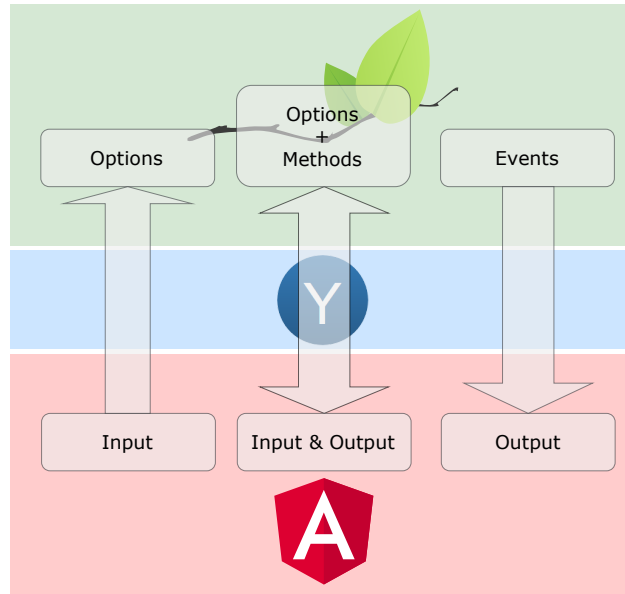 Options
Options
+
Methods
Events
Y
Input
Input & Output
Output
A